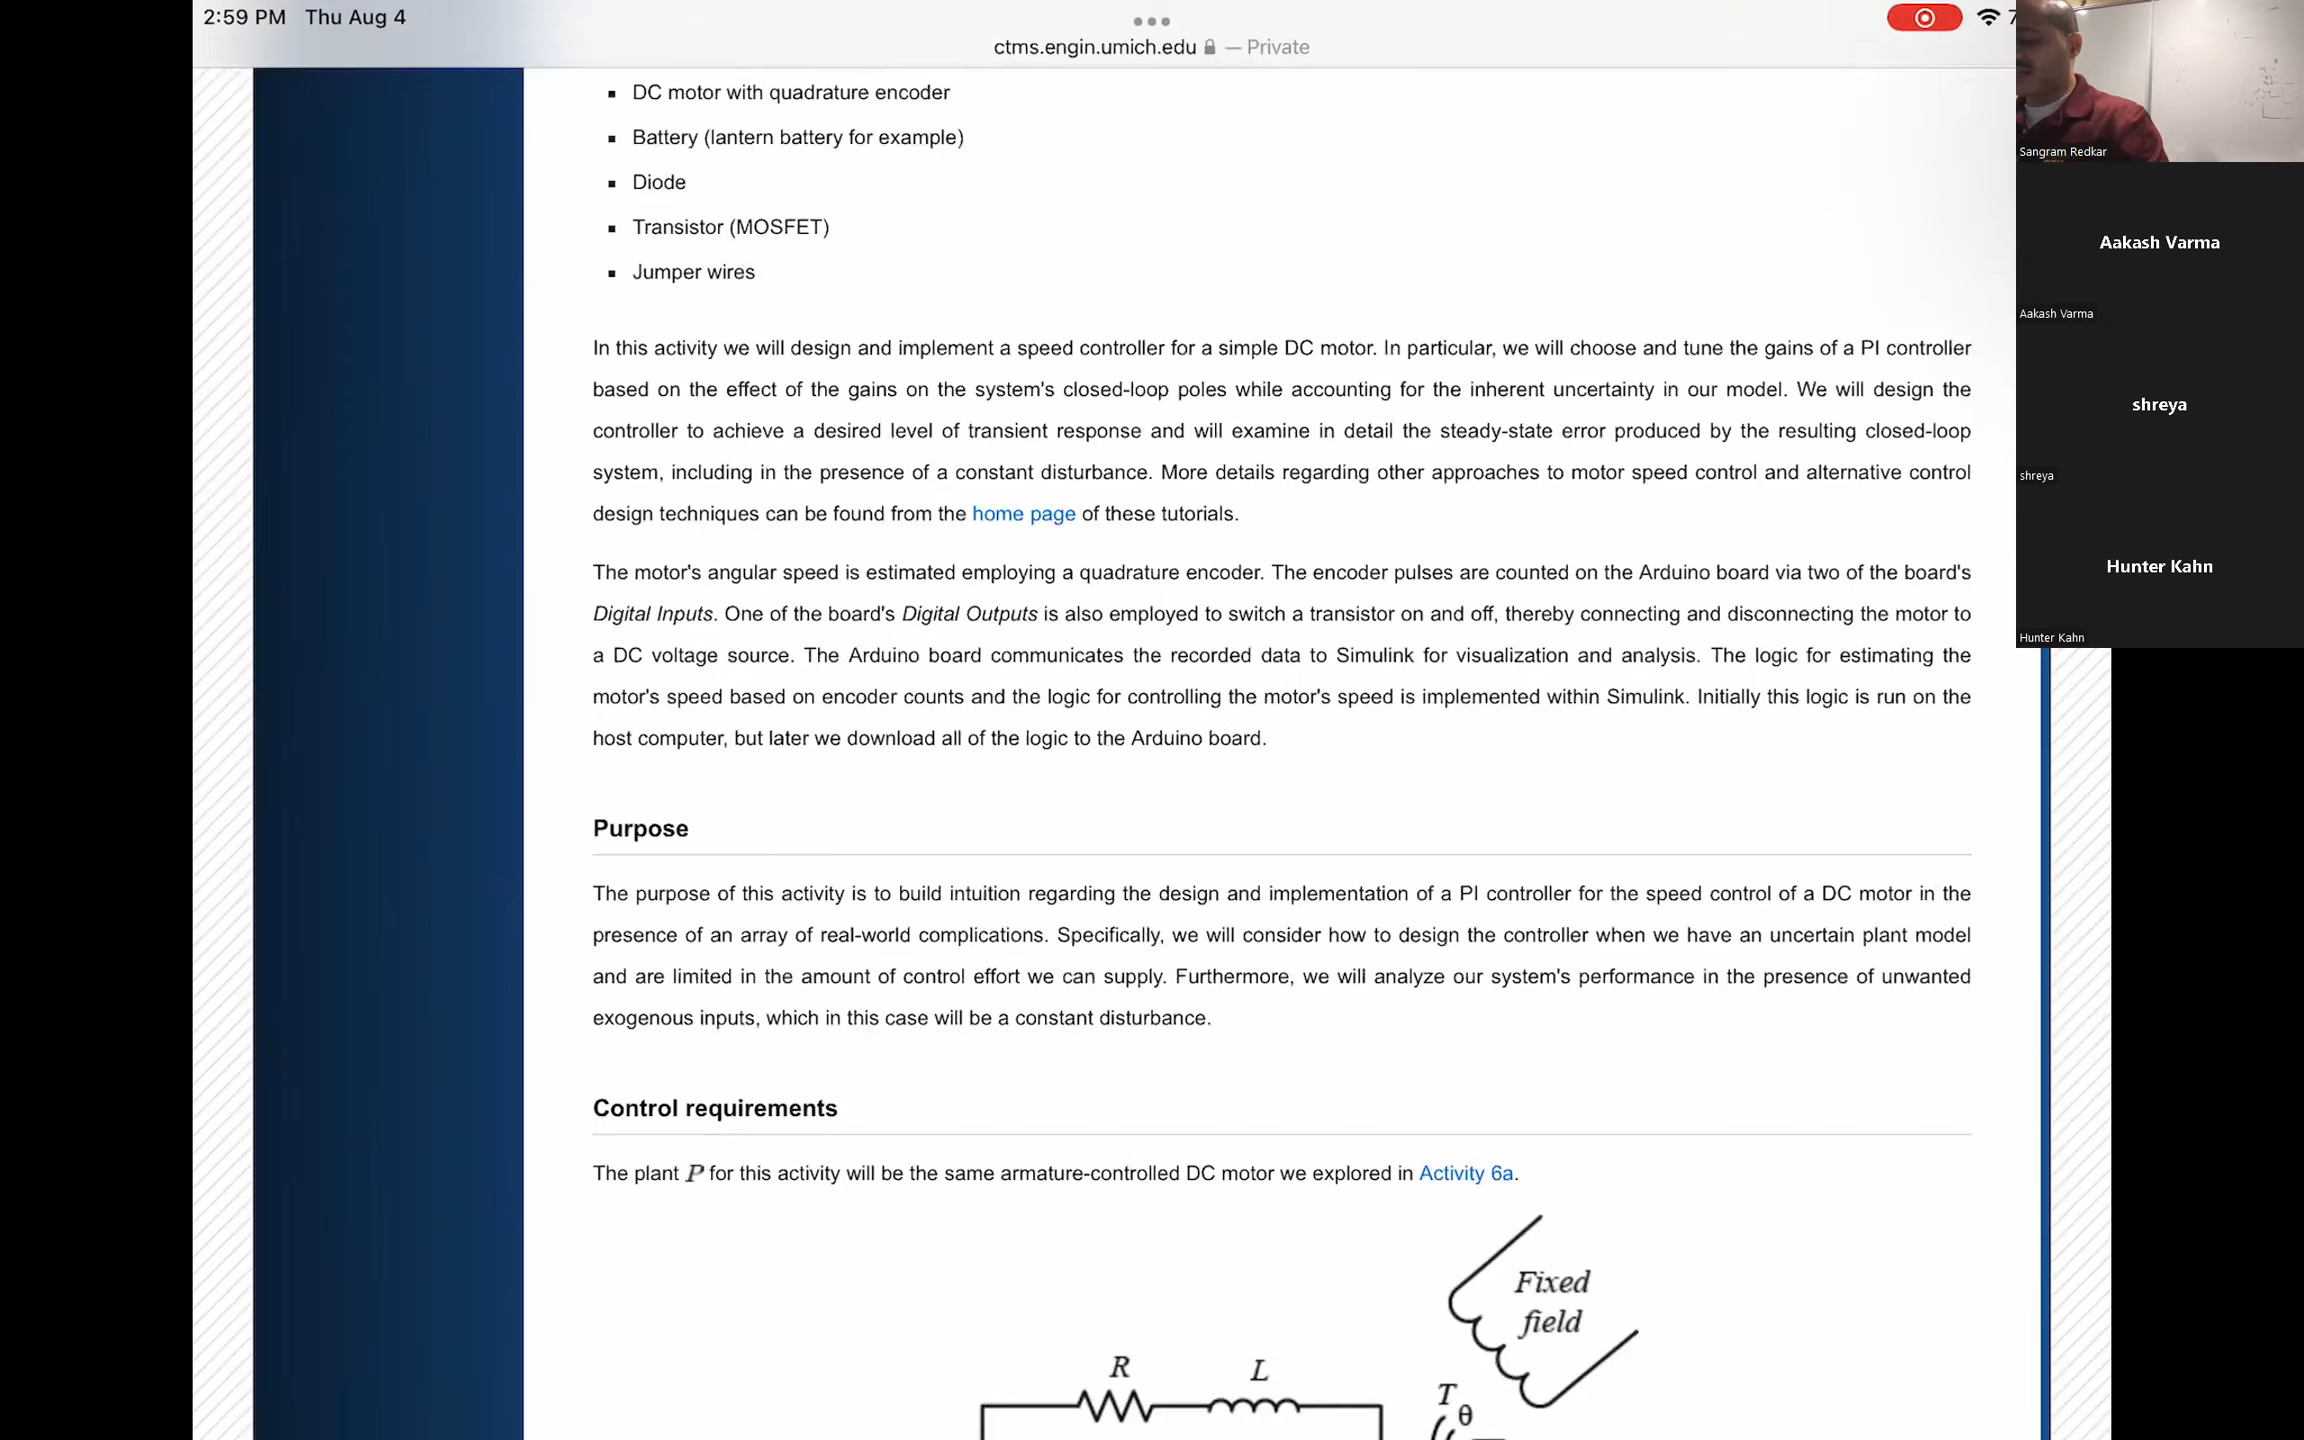 2:59 PM Thu Aug 4
ctms.engin.umich.edu — Private
DC motor with quadrature encoder
Battery (lantern battery for example)
Diode
Transistor (MOSFET)
Jumper wires
In this activity we will design and implement a speed controller for a simple DC motor. In particular, we will choose and tune the gains of a PI controller
based on the effect of the gains on the system's closed-loop poles while accounting for the inherent uncertainty in our model. We will design the
controller to achieve a desired level of transient response and will examine in detail the steady-state error produced by the resulting closed-loop
system, including in the presence of a constant disturbance. More details regarding other approaches to motor speed control and alternative control
design techniques can be found from the home page of these tutorials.
The motor's angular speed is estimated employing a quadrature encoder. The encoder pulses are counted on the Arduino board via two of the board's
Digital Inputs. One of the board's Digital Outputs is also employed to switch a transistor on and off, thereby connecting and disconnecting the motor to
a DC voltage source. The Arduino board communicates the recorded data to Simulink for visualization and analysis. The logic for estimating the
motor's speed based on encoder counts and the logic for controlling the motor's speed is implemented within Simulink. Initially this logic is run on the
host computer, but later we download all of the logic to the Arduino board.
Purpose
The purpose of this activity is to build intuition regarding the design and implementation of a PI controller for the speed control of a DC motor in the
presence of an array of real-world complications. Specifically, we will consider how to design the controller when we have an uncertain plant model
and are limited in the amount of control effort we can supply. Furthermore, we will analyze our system's performance in the presence of unwanted
exogenous inputs, which in this case will be a constant disturbance.
Control requirements
The plant P for this activity will be the same armature-controlled DC motor we explored in Activity 6a.
Fixed
field
R L
T
θ
Sangram Redkar
Aakash Varma
Aakash Varma
shreya
shreya
Hunter Kahn
Hunter Kahn